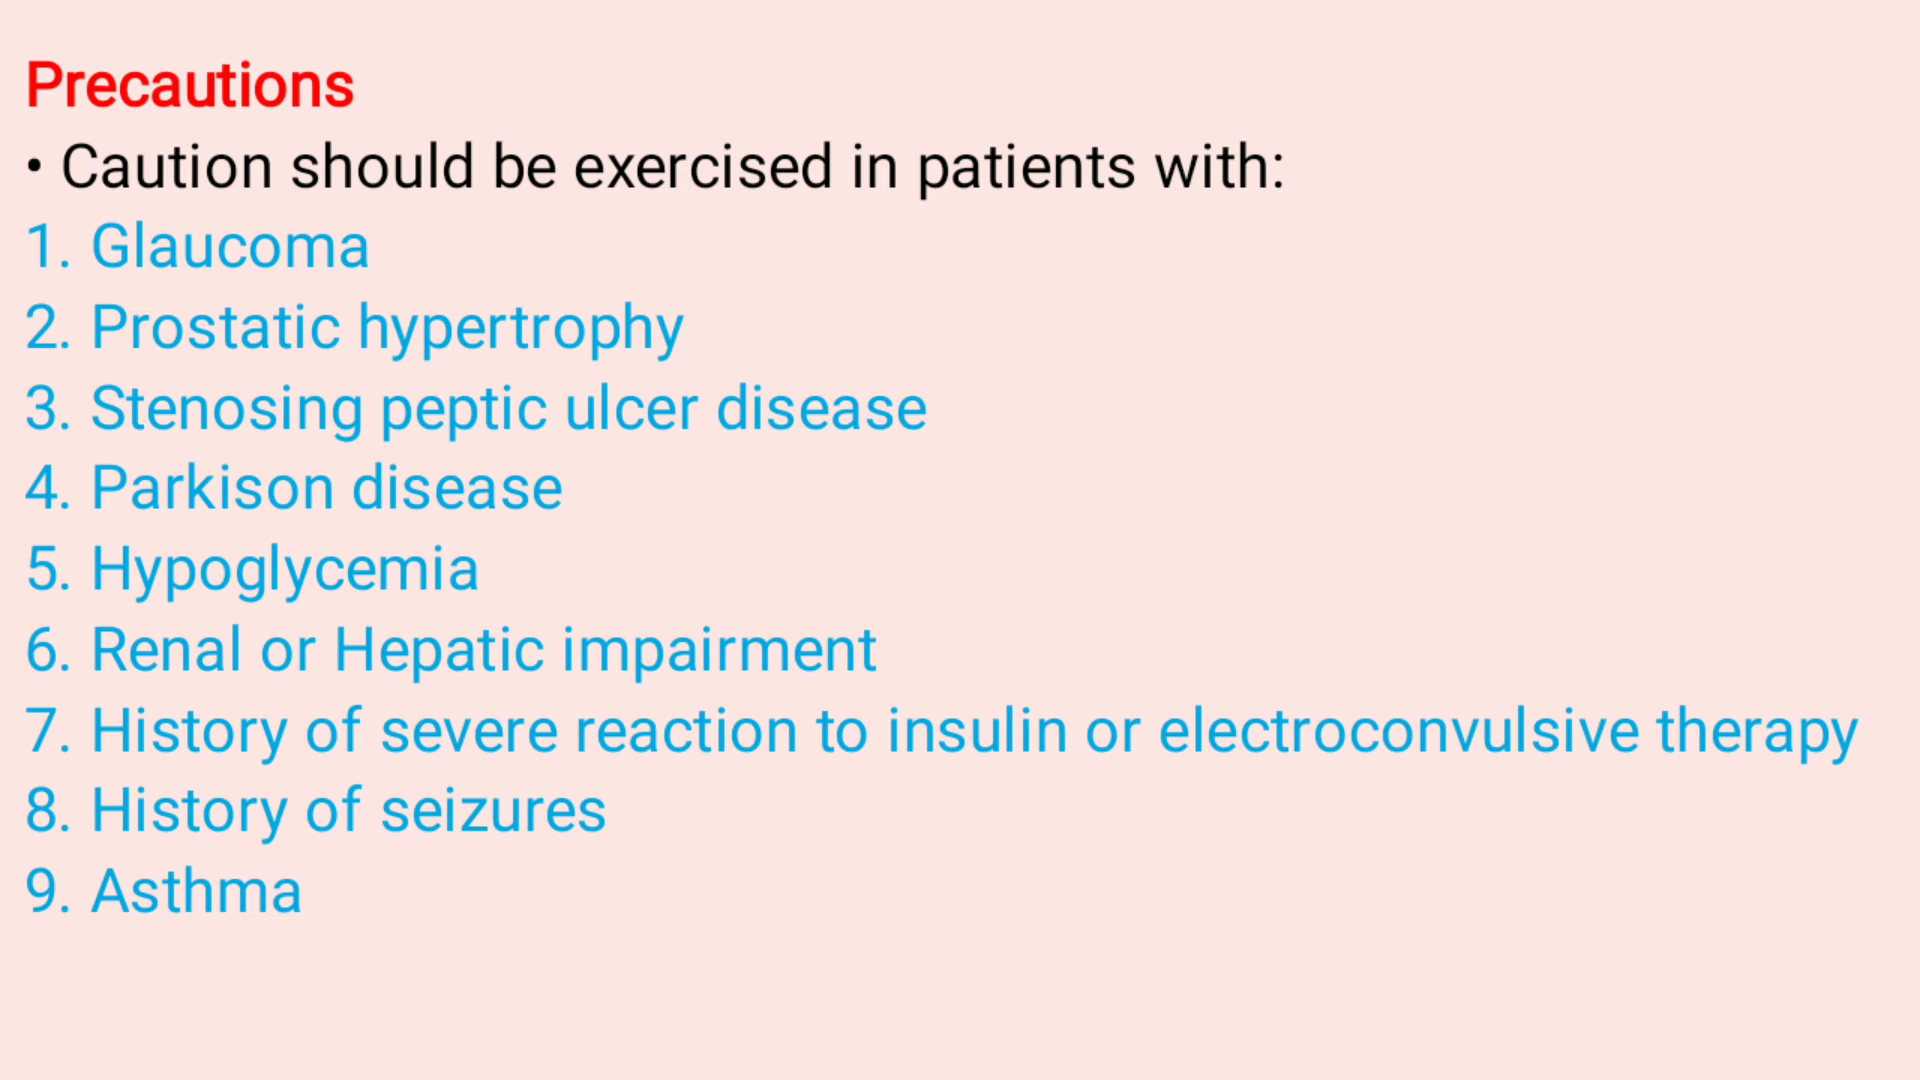 Precautions
• Caution should be exercised in patients with:
1. Glaucoma
2. Prostatic hypertrophy
3. Stenosing peptic ulcer disease
4. Parkison disease
5. Hypoglycemia
6. Renal or Hepatic impairment
7. History of severe reaction to insulin or electroconvulsive therapy
8. History of seizures
9. Asthma